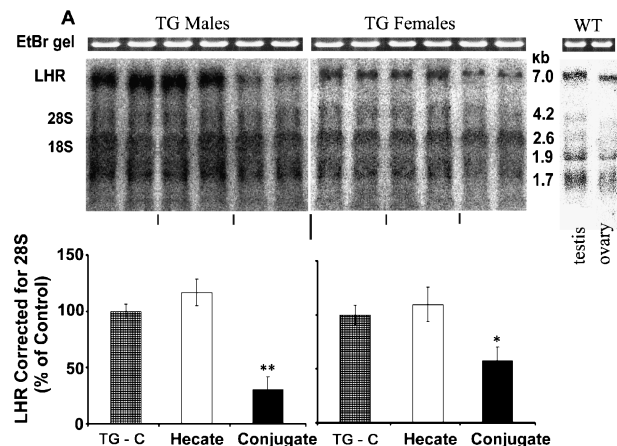 A
TG Males
TG Females
WT
EtBr gel
кb
LHR
7.0
28S
4.2
18S
2.6
1.9
1.7
testis
ovary
LHR Corrected for 28S
(% of Control)
150
100
50
0
**
*
TG - C
Hecate
Conjugate
TG - C
Hecate
Conjugate